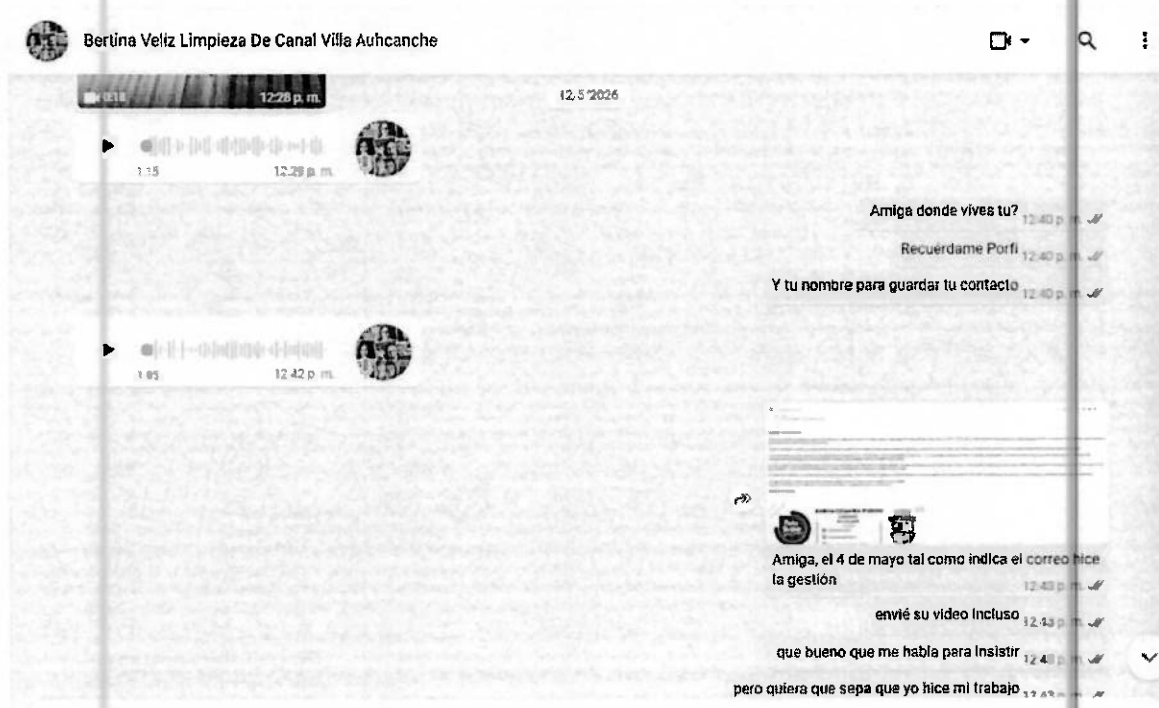 Bertina Veliz Limpieza De Canal Villa Auhcanche
0:18 12:28 p. m.
12/5/2026
1:15 12:29 p. m.
Amiga donde vives tu? 12:40 p. m.
Recuérdame Porfi 12:40 p. m.
Y tu nombre para guardar tu contacto 12:40 p. m.
1:05 12:42 p. m.
Amiga, el 4 de mayo tal como indica el correo hice
la gestión 12:43 p. m.
envié su video incluso 12:43 p. m.
que bueno que me habla para insistir 12:43 p. m.
pero quiera que sepa que yo hice mi trabajo 12:43 p. m.